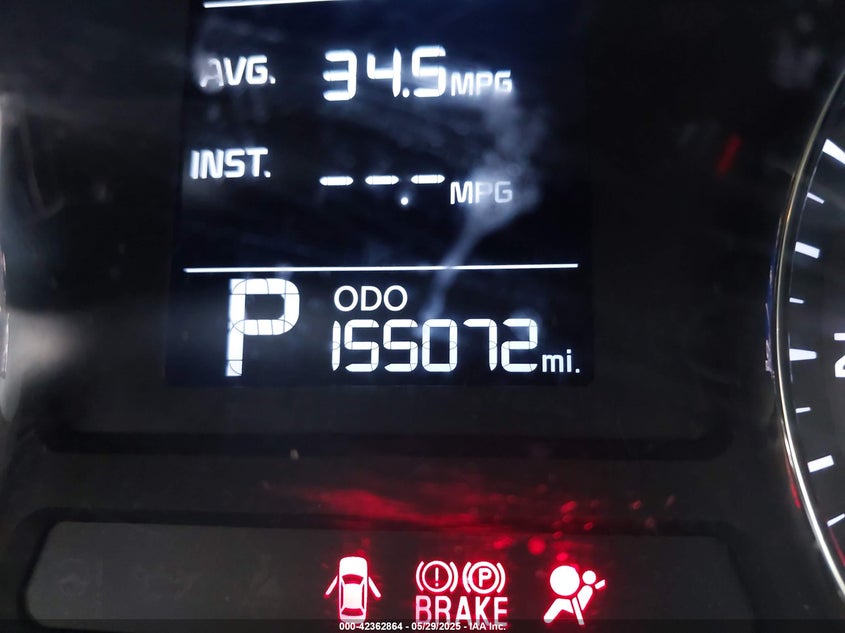 AVG. 34.5 MPG
INST. --.- MPG
P ODO
155072 mi.
(!) (P)
BRAKE
000-42362864 - 05/29/2025 - IAA Inc.